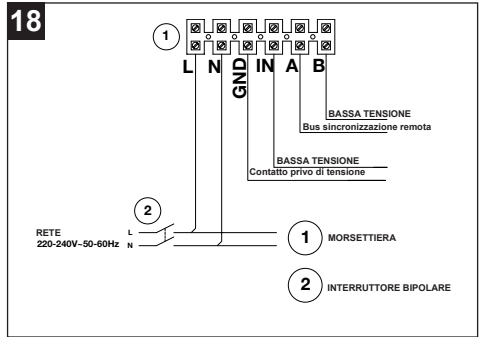 18
1
L N GND IN A B
BASSA TENSIONE
Bus sincronizzazione remota
BASSA TENSIONE
Contatto privo di tensione
2
RETE L
220-240V~50-60Hz N
1 MORSETTIERA
2 INTERRUTTORE BIPOLARE